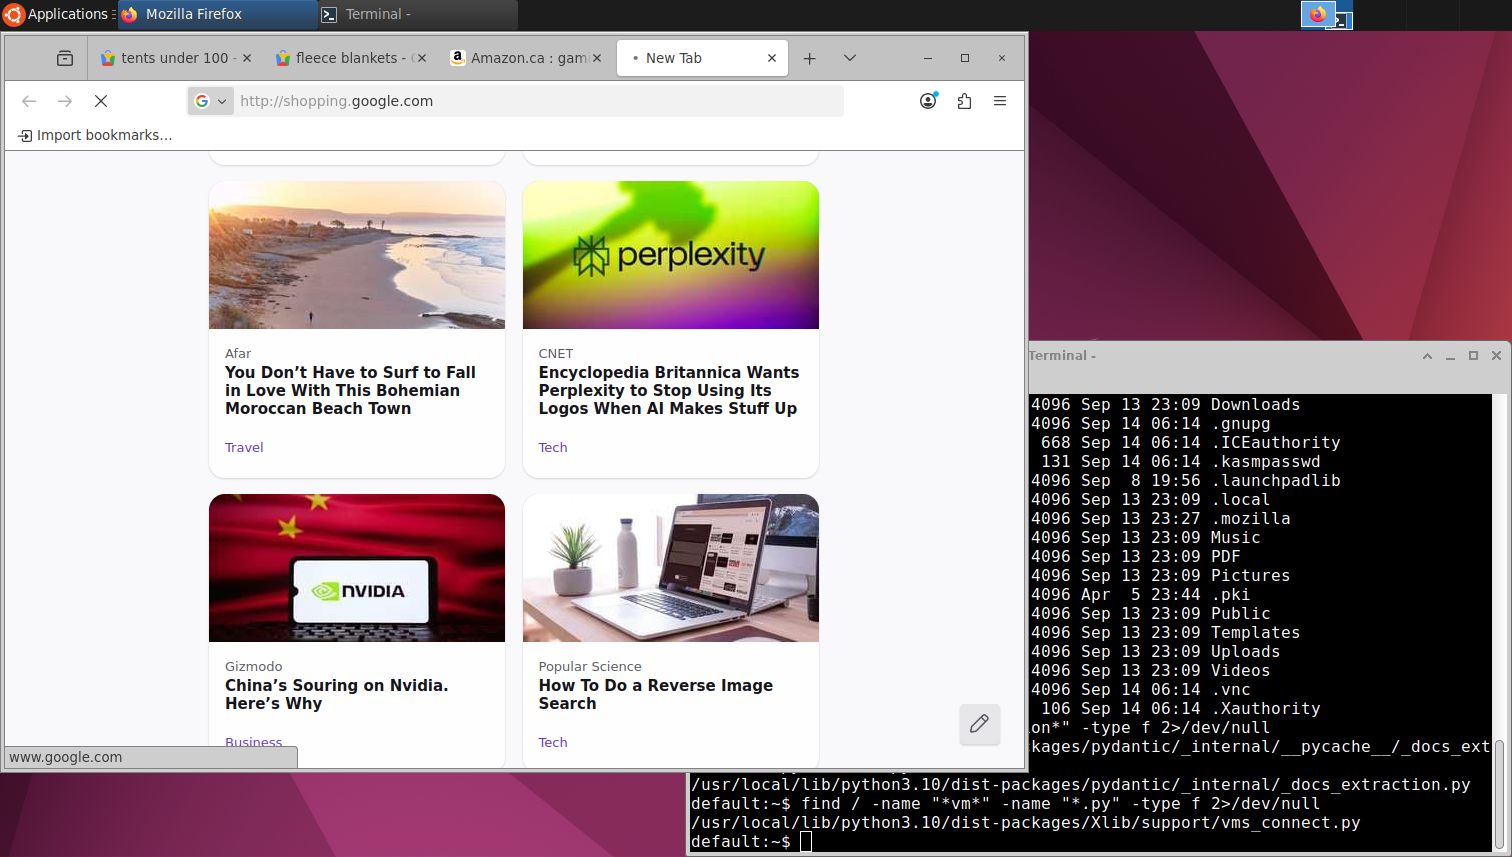 Applications
Mozilla Firefox
Terminal -
tents under 100 -
fleece blankets -
Amazon.ca : gam
New Tab
http://shopping.google.com
Import bookmarks...
perplexity
Afar
You Don't Have to Surf to Fall
in Love With This Bohemian
Moroccan Beach Town
Travel
CNET
Encyclopedia Britannica Wants
Perplexity to Stop Using Its
Logos When AI Makes Stuff Up
Tech
NVIDIA
Gizmodo
China's Souring on Nvidia.
Here's Why
Business
Popular Science
How To Do a Reverse Image
Search
Tech
www.google.com
Terminal -
4096 Sep 13 23:09 Downloads
4096 Sep 14 06:14 .gnupg
668 Sep 14 06:14 .ICEauthority
131 Sep 14 06:14 .kasmpasswd
4096 Sep  8 19:56 .launchpadlib
4096 Sep 13 23:09 .local
4096 Sep 13 23:27 .mozilla
4096 Sep 13 23:09 Music
4096 Sep 13 23:09 PDF
4096 Sep 13 23:09 Pictures
4096 Apr  5 23:44 .pki
4096 Sep 13 23:09 Public
4096 Sep 13 23:09 Templates
4096 Sep 13 23:09 Uploads
4096 Sep 13 23:09 Videos
4096 Sep 14 06:14 .vnc
106 Sep 14 06:14 .Xauthority
on*" -type f 2>/dev/null
kages/pydantic/_internal/__pycache__/_docs_ext
/usr/local/lib/python3.10/dist-packages/pydantic/_internal/_docs_extraction.py
default:~$ find / -name "*vm*" -name "*.py" -type f 2>/dev/null
/usr/local/lib/python3.10/dist-packages/Xlib/support/vms_connect.py
default:~$